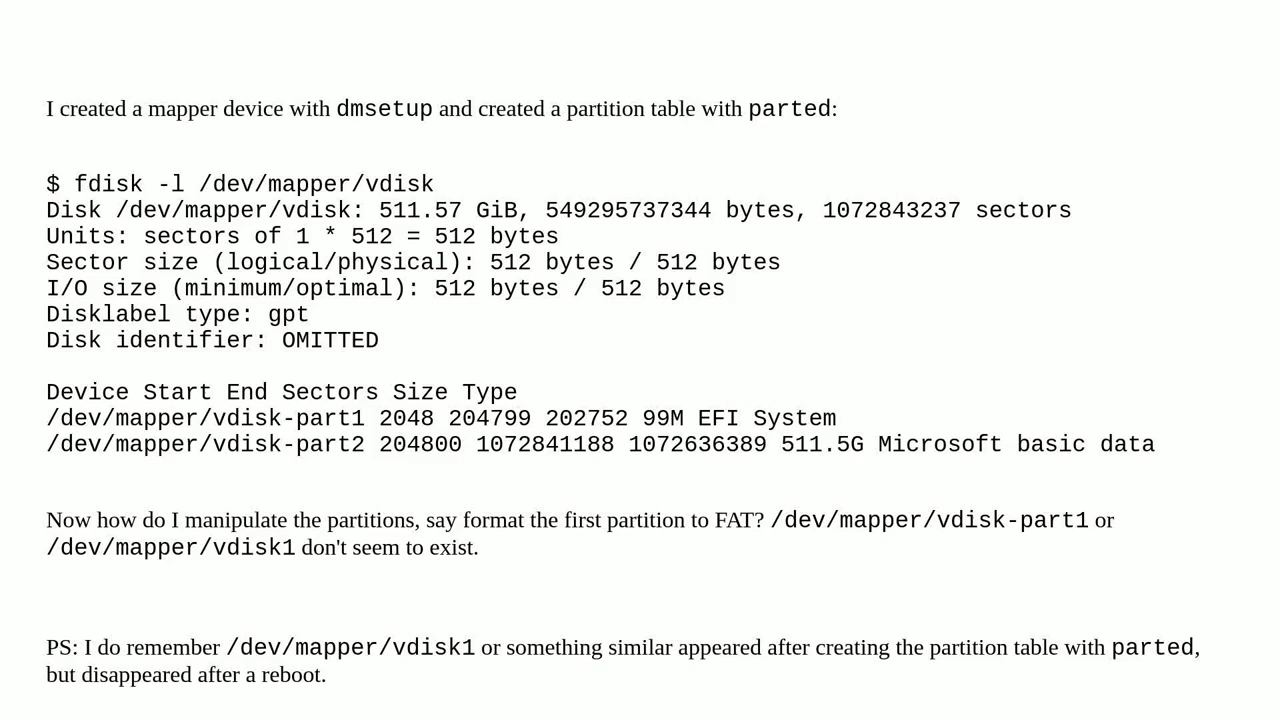 I created a mapper device with dmsetup and created a partition table with parted:
$ fdisk -l /dev/mapper/vdisk
Disk /dev/mapper/vdisk: 511.57 GiB, 549295737344 bytes, 1072843237 sectors
Units: sectors of 1 * 512 = 512 bytes
Sector size (logical/physical): 512 bytes / 512 bytes
I/O size (minimum/optimal): 512 bytes / 512 bytes
Disklabel type: gpt
Disk identifier: OMITTED
Device Start End Sectors Size Type
/dev/mapper/vdisk-part1 2048 204799 202752 99M EFI System
/dev/mapper/vdisk-part2 204800 1072841188 1072636389 511.5G Microsoft basic data
Now how do I manipulate the partitions, say format the first partition to FAT? /dev/mapper/vdisk-part1 or
/dev/mapper/vdisk1 don't seem to exist.
PS: I do remember /dev/mapper/vdisk1 or something similar appeared after creating the partition table with parted,
but disappeared after a reboot.